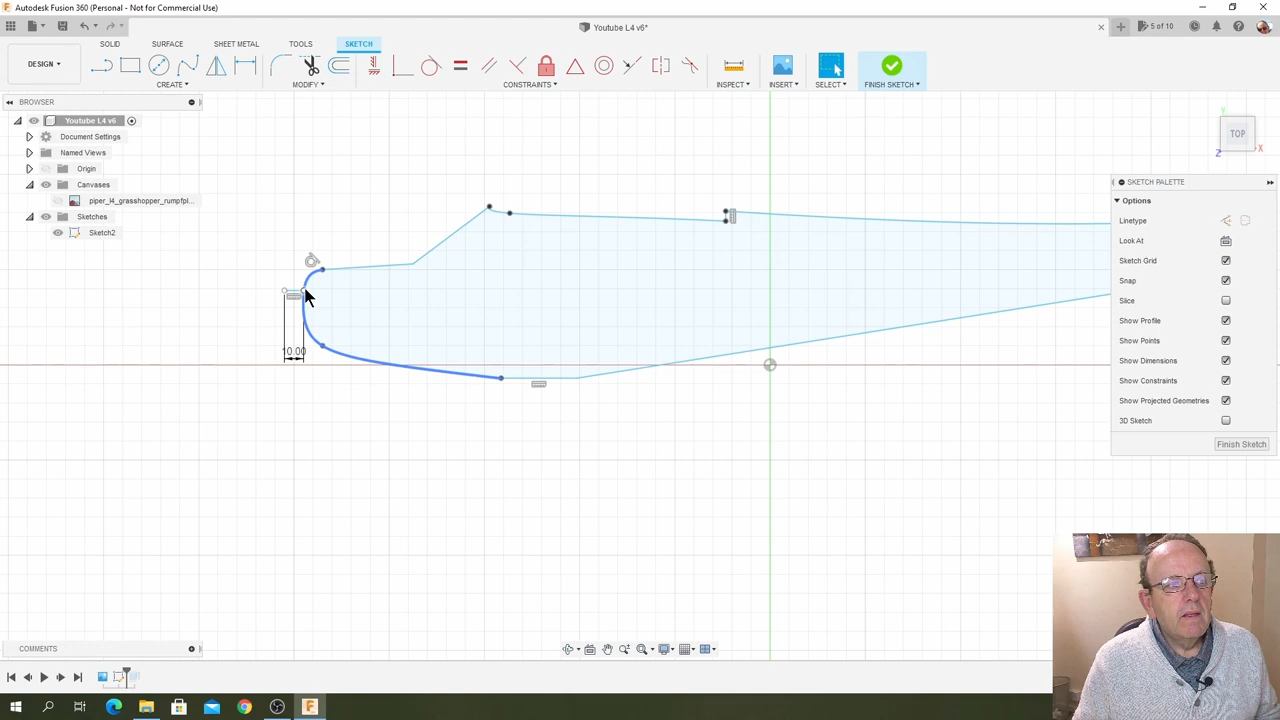 Autodesk Fusion 360 (Personal - Not for Commercial Use)
Youtube L4 v6*
5 of 10
SOLID SURFACE SHEET METAL TOOLS SKETCH
DESIGN
CREATE MODIFY CONSTRAINTS INSPECT INSERT SELECT FINISH SKETCH
BROWSER
Youtube L4 v6
Document Settings
Named Views
Origin
Canvases
piper_l4_grasshopper_rumpfpl...
Sketches
Sketch2
10.00
Y
TOP
X
Z
SKETCH PALETTE
Options
Linetype
Look At
Sketch Grid
Snap
Slice
Show Profile
Show Points
Show Dimensions
Show Constraints
Show Projected Geometries
3D Sketch
Finish Sketch
COMMENTS